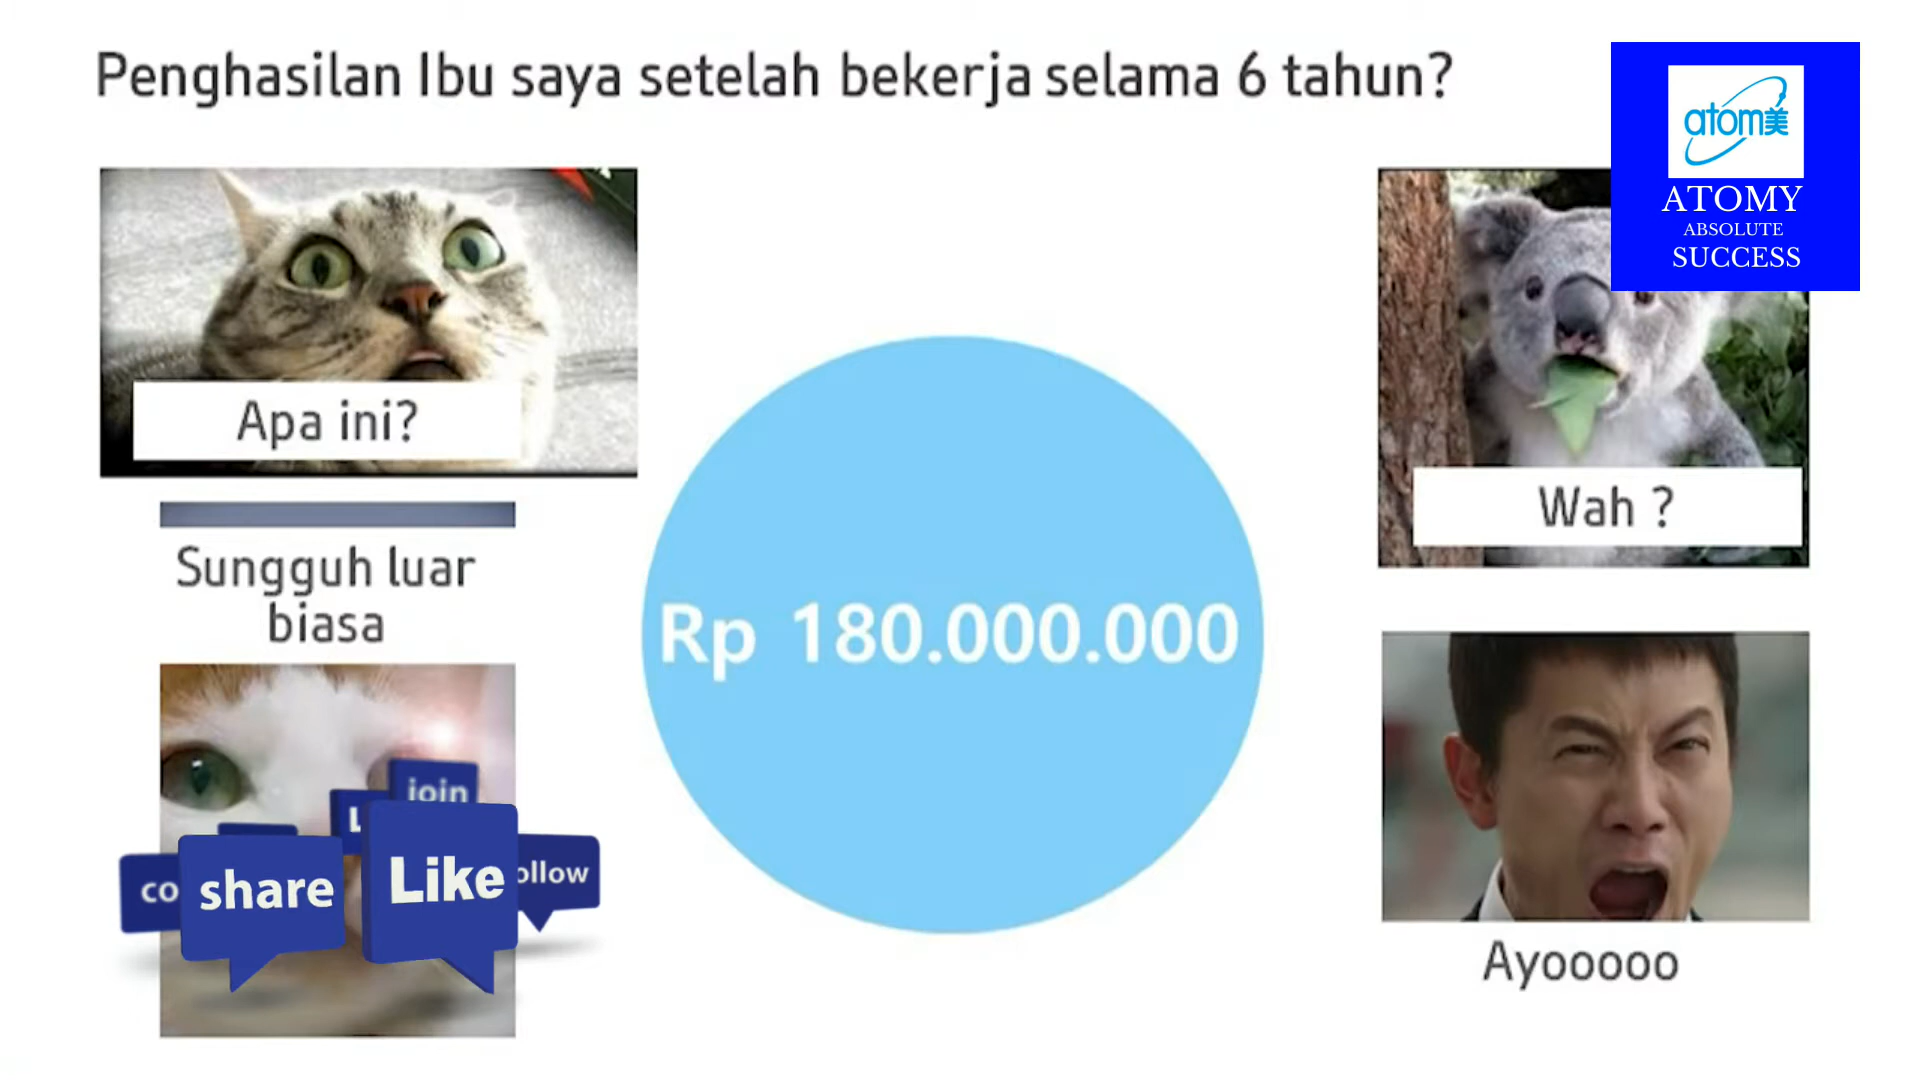 Penghasilan Ibu saya setelah bekerja selama 6 tahun?
atom美
ATOMY
ABSOLUTE
SUCCESS
Apa ini?
Wah ?
Sungguh luar
biasa
Rp 180.000.000
join
L
co
share
Like
ollow
Ayooooo